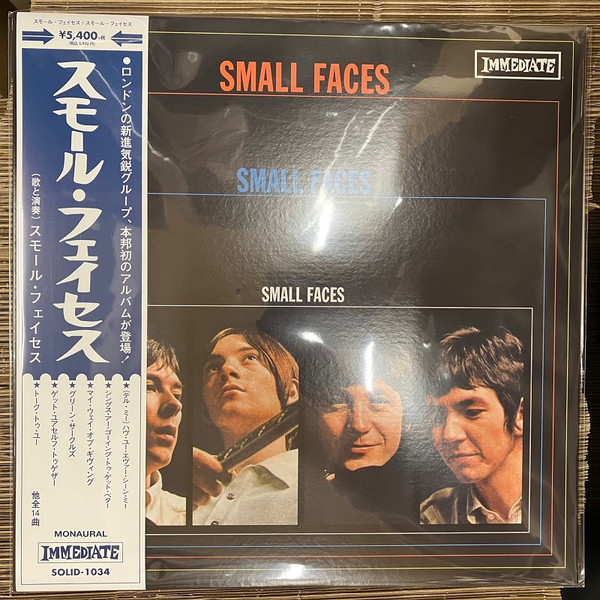 スモール・フェイセス/スモール・フェイセス
¥5,400+税
SMALL FACES
IMMEDIATE
SMALL FACES
SMALL FACES
●ロンドンの新進気鋭グループ、本邦初のアルバムが登場!
スモール・フェイセス
(歌と演奏)スモール・フェイセス
★(テル・ミー)ハヴ・ユー・エヴァー・シーン・ミー
★シングス・アー・ゴーイング・トゥ・ゲット・ベター
★マイ・ウェイ・オブ・ギヴィング
★グリーン・サークルズ
★ゲット・ユアセルフ・トゥゲザー
★トーク・トゥ・ユー
他全14曲
MONAURAL
IMMEDIATE
SOLID-1034
SMALL FACES